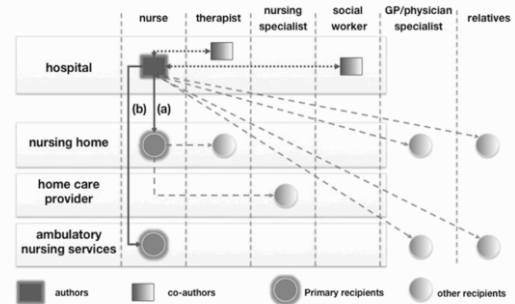 nurse therapist nursing specialist social worker GP/physician specialist relatives
hospital
(b) (a)
nursing home
home care provider
ambulatory nursing services
authors co-authors Primary recipients other recipients